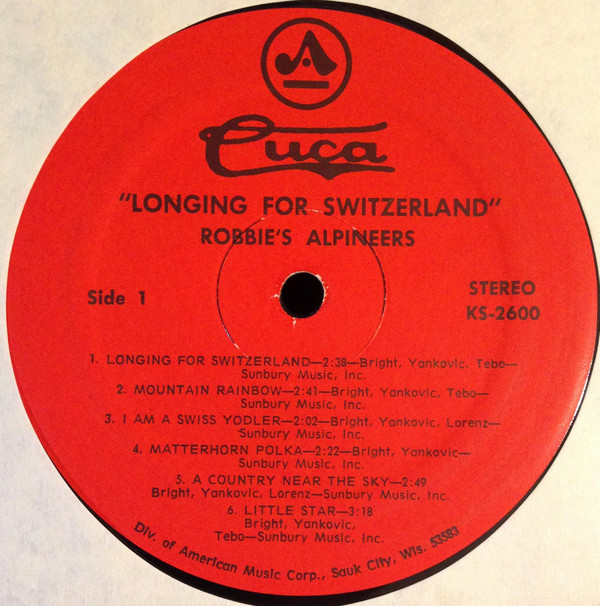 Cuca
"LONGING FOR SWITZERLAND"
ROBBIE'S ALPINEERS
Side 1
STEREO
KS-2600
1. LONGING FOR SWITZERLAND—2:38—Bright, Yankovic, Tebo—
Sunbury Music, Inc.
2. MOUNTAIN RAINBOW—2:41—Bright, Yankovic, Tebo—
Sunbury Music, Inc.
3. I AM A SWISS YODLER—2:02—Bright, Yankovic, Lorenz—
Sunbury Music, Inc.
4. MATTERHORN POLKA—2:22—Bright, Yankovic—
Sunbury Music, Inc.
5. A COUNTRY NEAR THE SKY—2:49
Bright, Yankovic, Lorenz—Sunbury Music, Inc.
6. LITTLE STAR—3:18
Bright, Yankovic,
Tebo—Sunbury Music, Inc.
Div. of American Music Corp., Sauk City, Wis. 53583